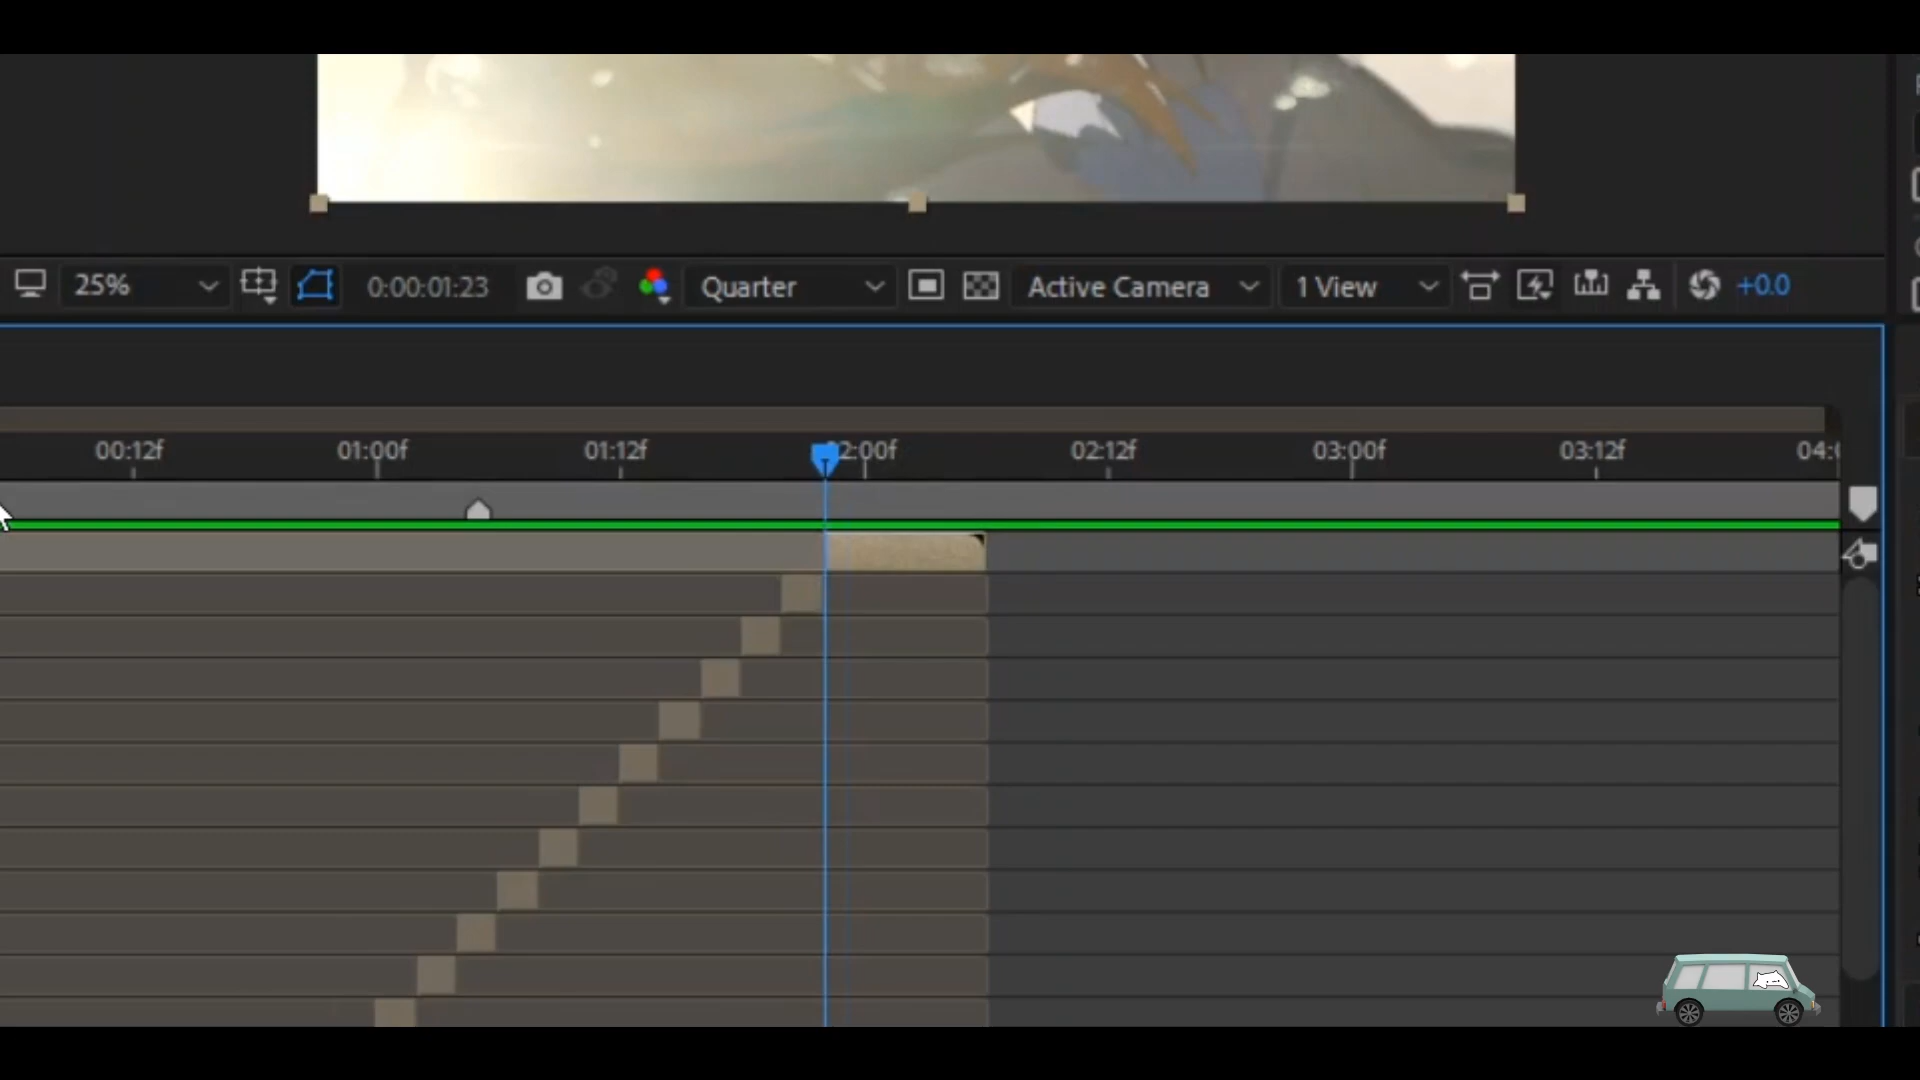 25% 0:00:01:23 Quarter Active Camera 1 View +0.0
00:12f 01:00f 01:12f 2:00f 02:12f 03:00f 03:12f 04: